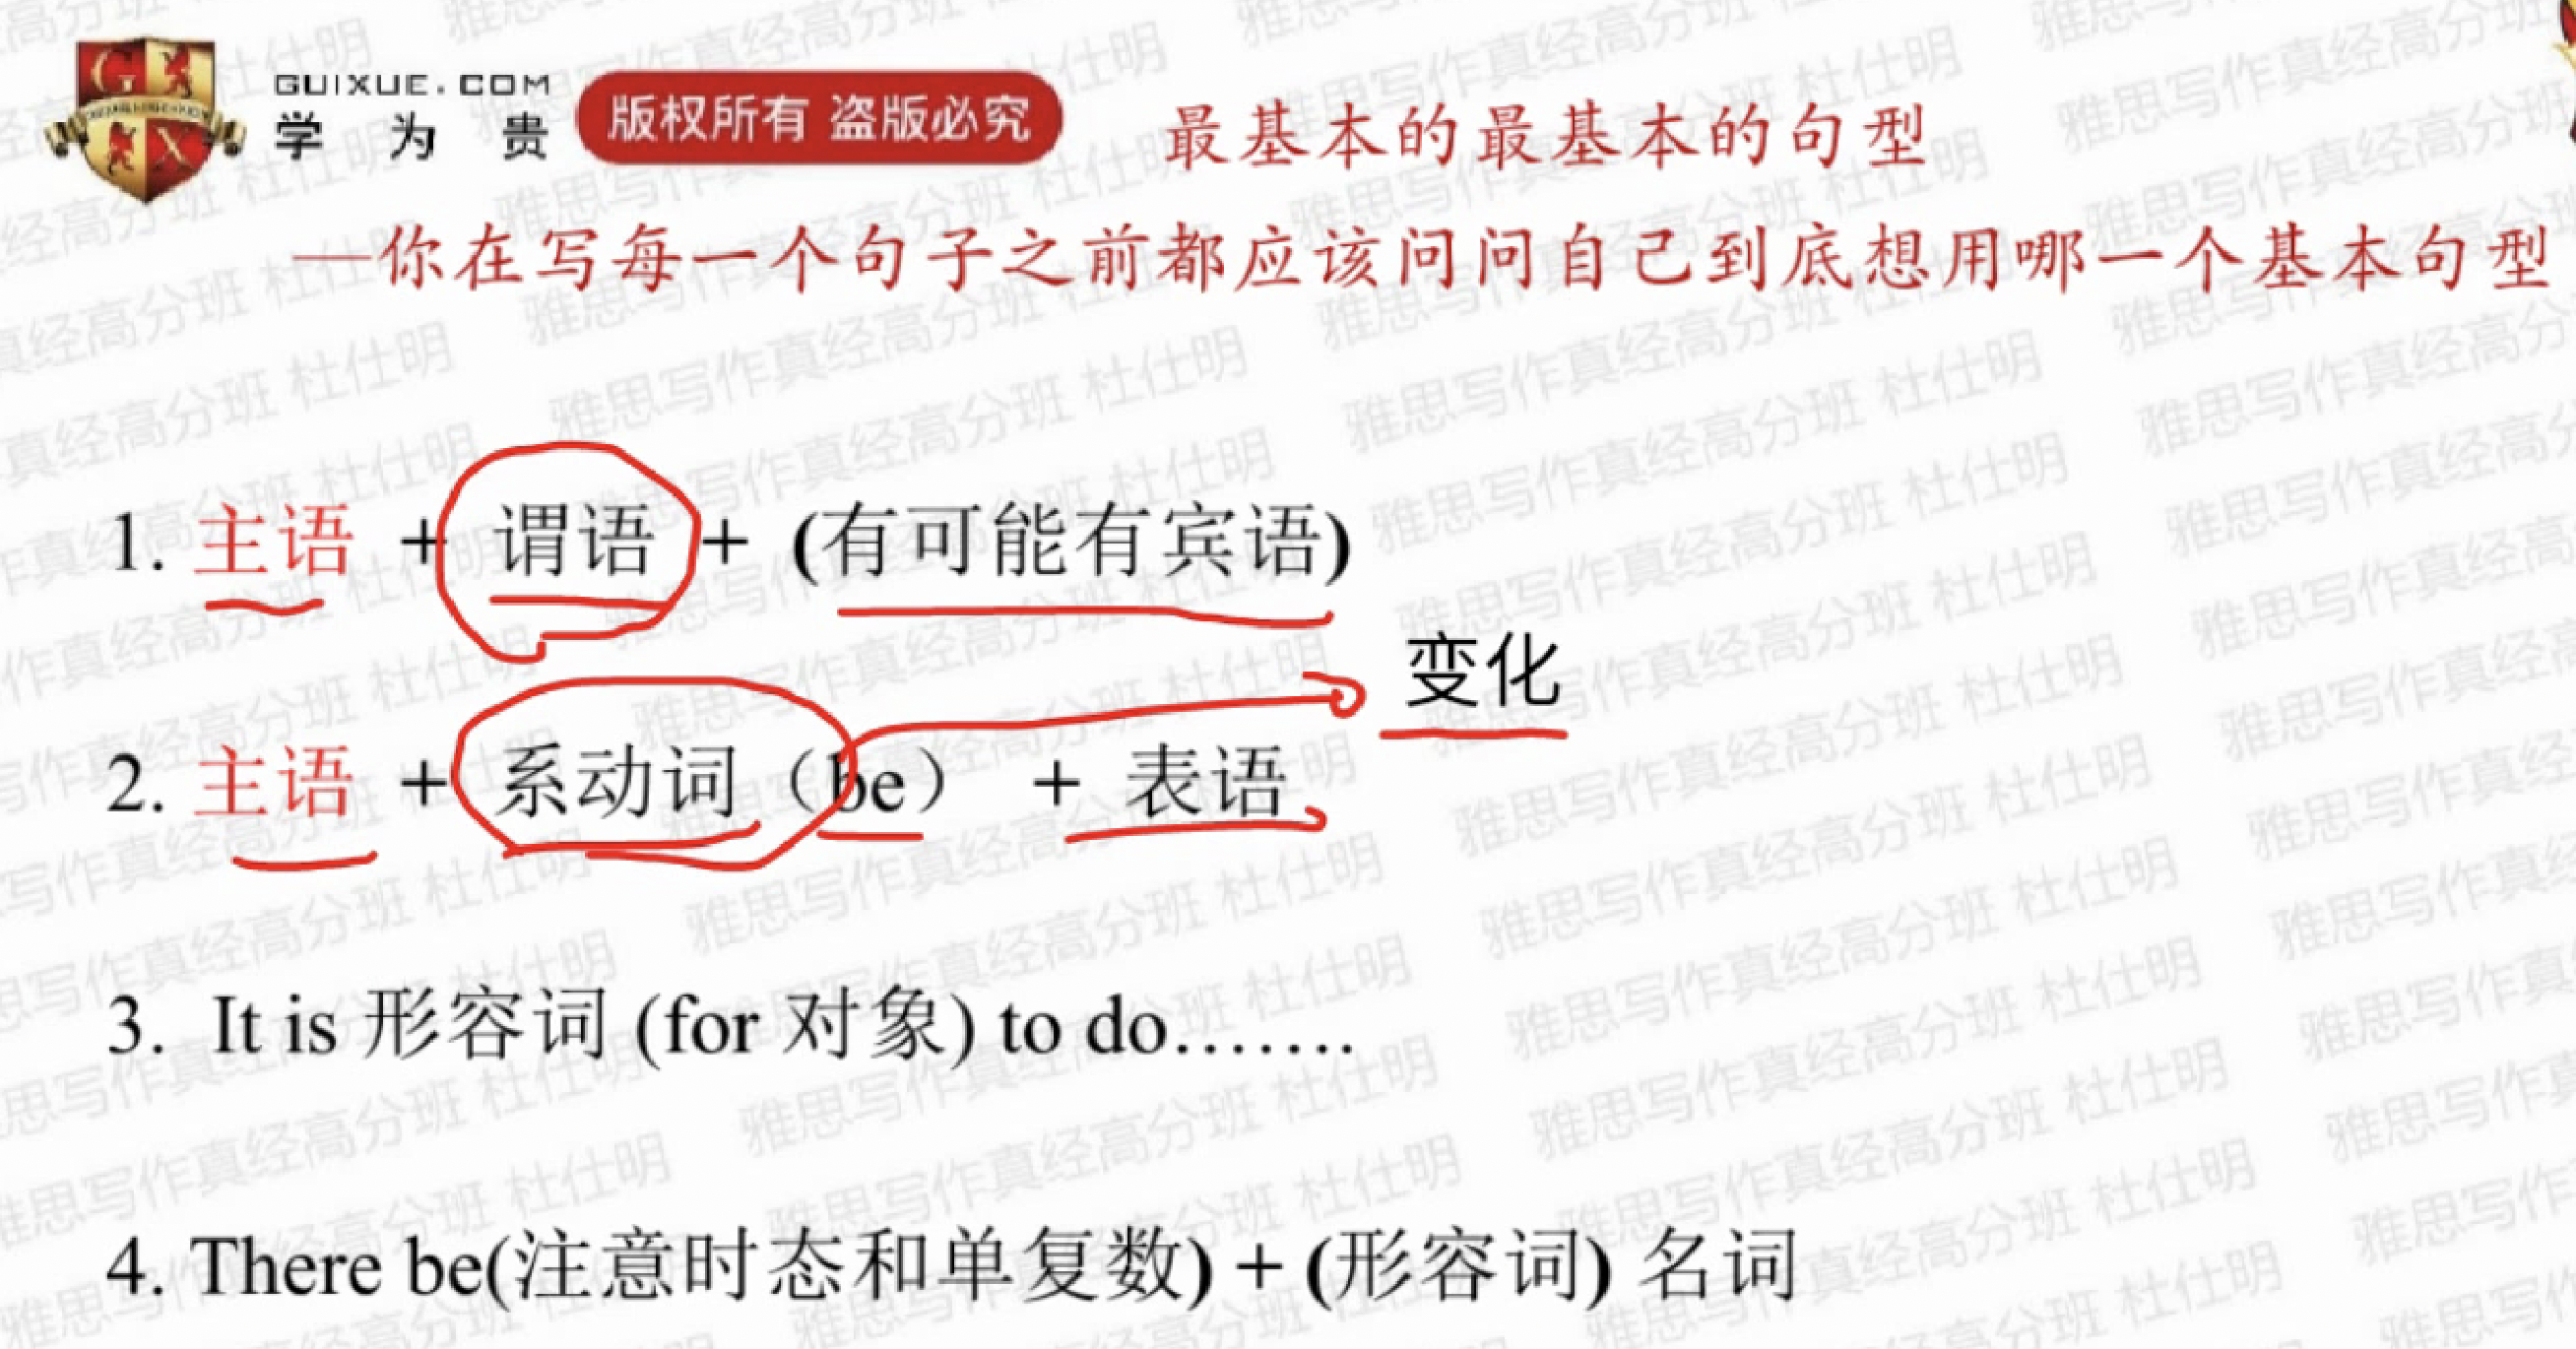 GUIXUE.COM
学为贵
版权所有 盗版必究
最基本的最基本的句型
—你在写每一个句子之前都应该问问自己到底想用哪一个基本句型
1. 主语 + 谓语 + (有可能有宾语)
变化
2. 主语 + 系动词（be） + 表语
3. It is 形容词 (for 对象) to do…….
4. There be(注意时态和单复数) + (形容词) 名词
雅思写作真经高分班 杜仕明